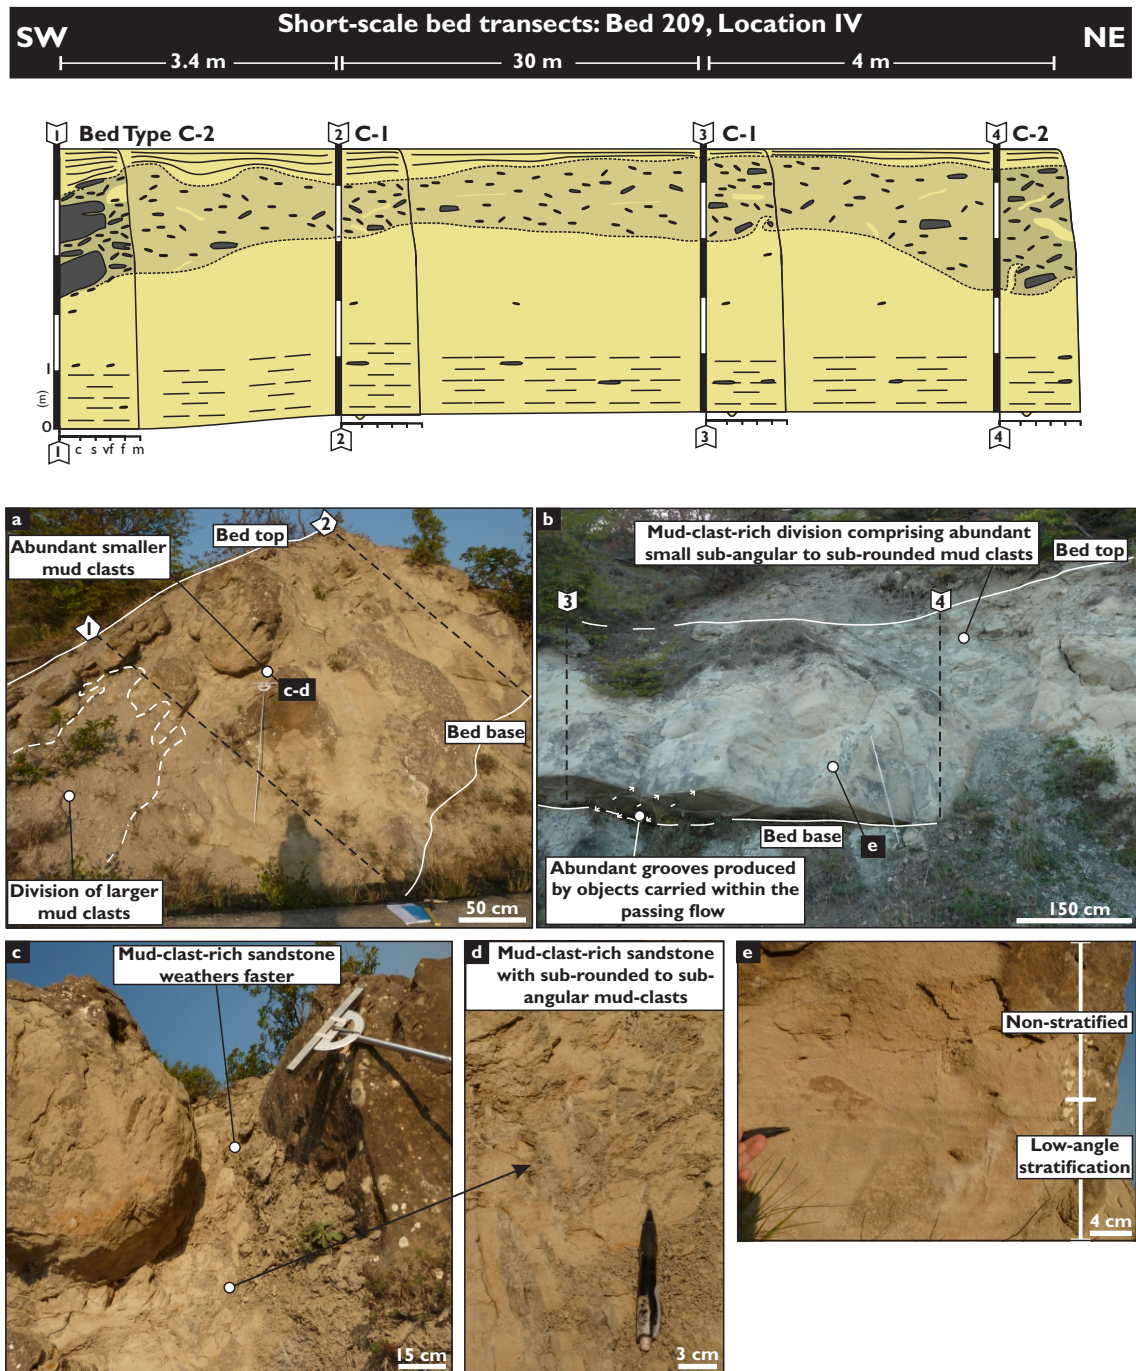 Short-scale bed transects: Bed 209, Location IV
SW
NE
3.4 m
30 m
4 m
1
Bed Type C-2
2
C-1
3
C-1
4
C-2
1
(m)
0
1
c s vf f m
2
3
4
a
Bed top
2
Abundant smaller
mud clasts
1
c-d
Bed base
Division of larger
mud clasts
50 cm
b
Mud-clast-rich division comprising abundant
small sub-angular to sub-rounded mud clasts
Bed top
3
4
Bed base
e
Abundant grooves produced
by objects carried within the
passing flow
150 cm
c
Mud-clast-rich sandstone
weathers faster
15 cm
d
Mud-clast-rich sandstone
with sub-rounded to sub-
angular mud-clasts
3 cm
e
Non-stratified
Low-angle
stratification
4 cm